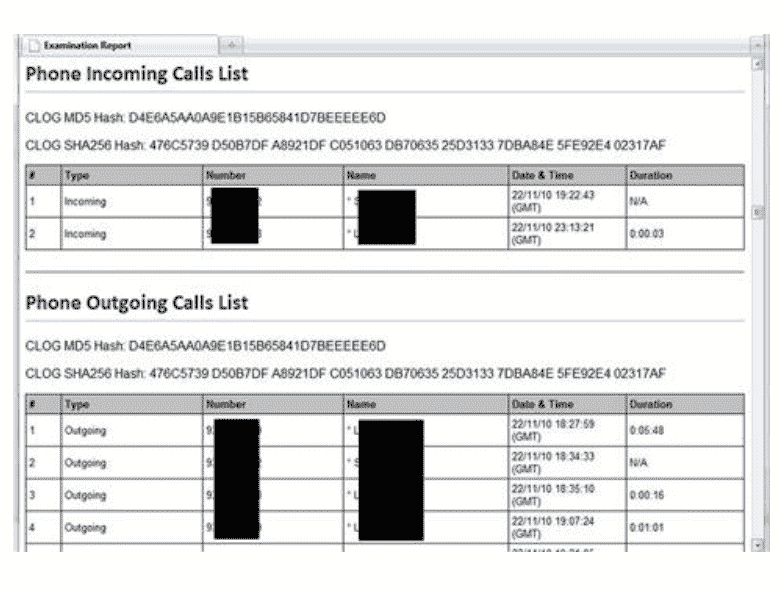 Examination Report
Phone Incoming Calls List
CLOG MD5 Hash: D4E6A5AA0A9E1B15B65841D7BEEEEE6D
CLOG SHA256 Hash: 476C5739 D50B7DF A8921DF C051063 DB70635 25D3133 7DBA84E 5FE92E4 02317AF
# Type Number Name Date & Time Duration
1 Incoming 9 * S 22/11/10 19:22:43 (GMT) N/A
2 Incoming 9 * L 22/11/10 23:13:21 (GMT) 0:00.03
Phone Outgoing Calls List
CLOG MD5 Hash: D4E6A5AA0A9E1B15B65841D7BEEEEE6D
CLOG SHA256 Hash: 476C5739 D50B7DF A8921DF C051063 DB70635 25D3133 7DBA84E 5FE92E4 02317AF
# Type Number Name Date & Time Duration
1 Outgoing 9 * L 22/11/10 18:27:59 (GMT) 0:05.48
2 Outgoing 9 * S 22/11/10 18:34:33 (GMT) N/A
3 Outgoing 9 * L 22/11/10 18:35:10 (GMT) 0:00:16
4 Outgoing 9 * L 22/11/10 19:07:24 (GMT) 0:01:01